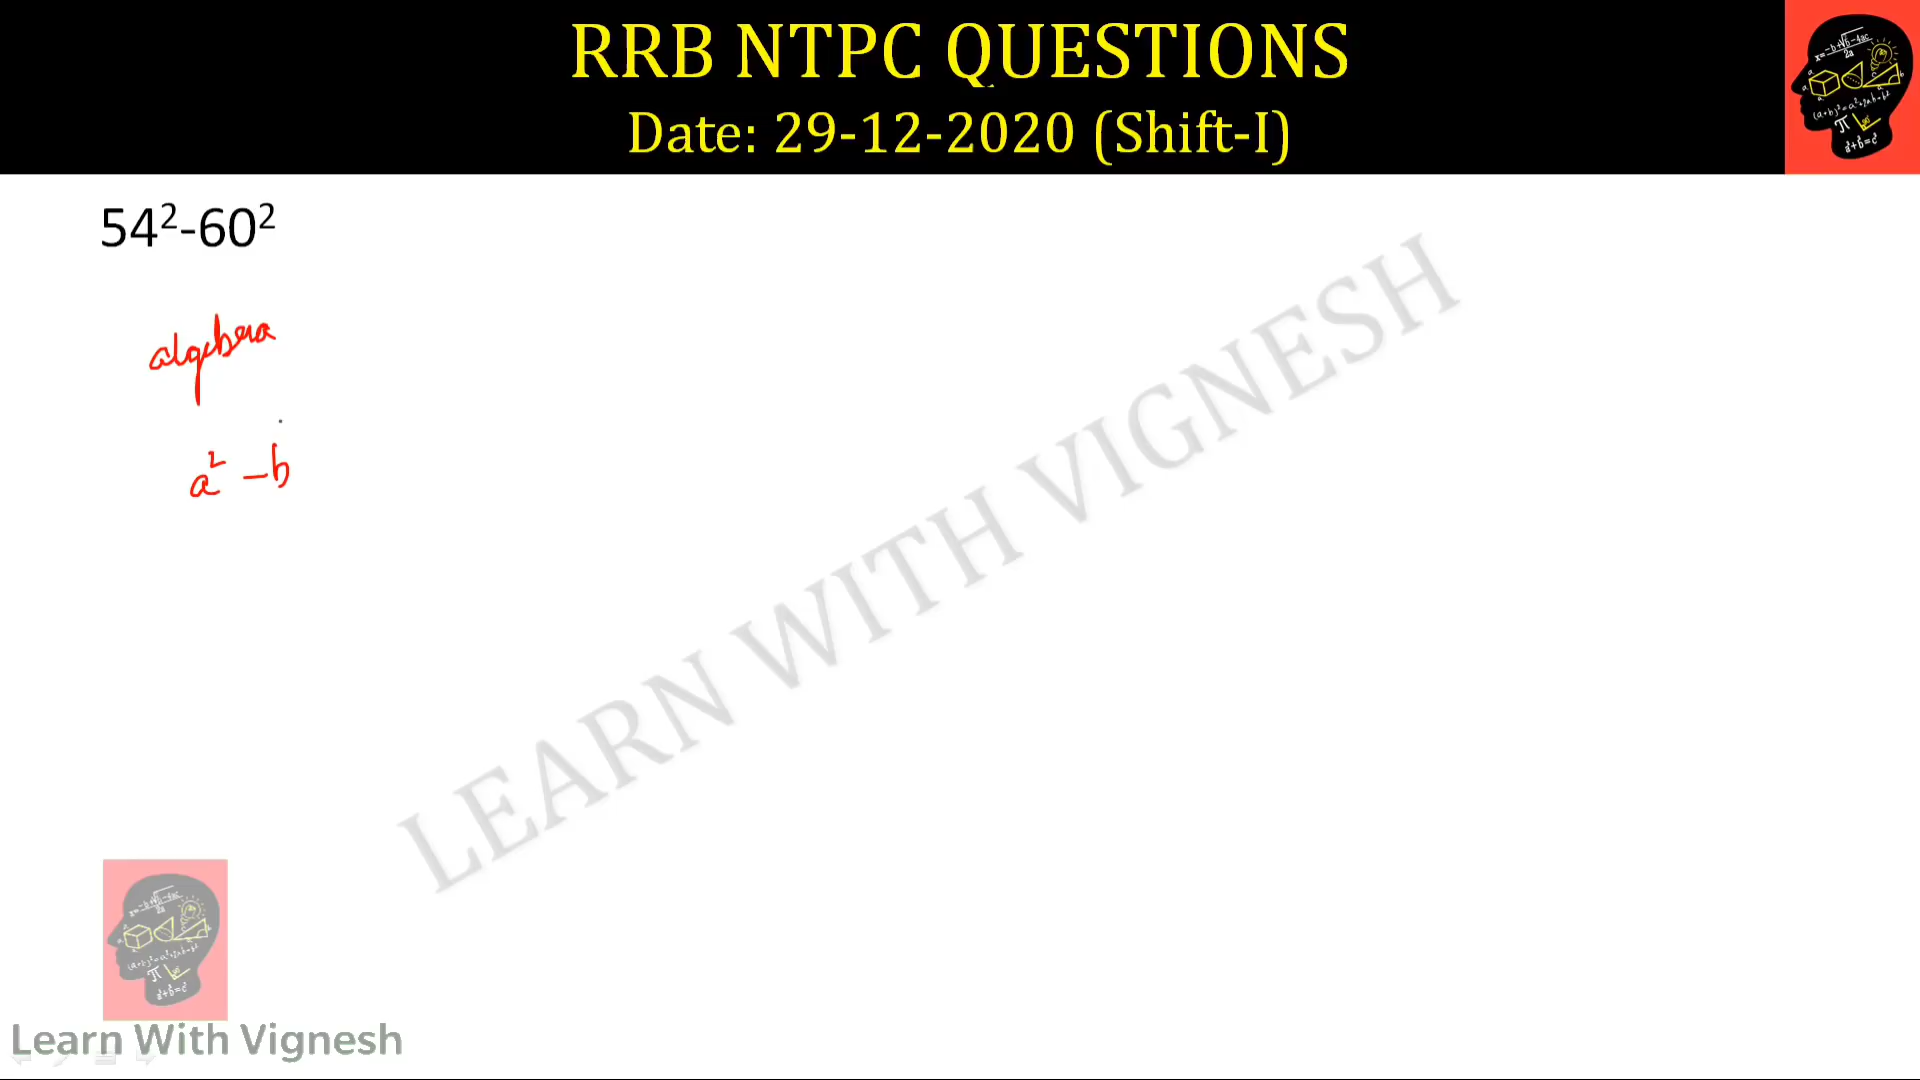 RRB NTPC QUESTIONS
Date: 29-12-2020 (Shift-I)
54²-60²
algebra
a² - b
LEARN WITH VIGNESH
Learn With Vignesh